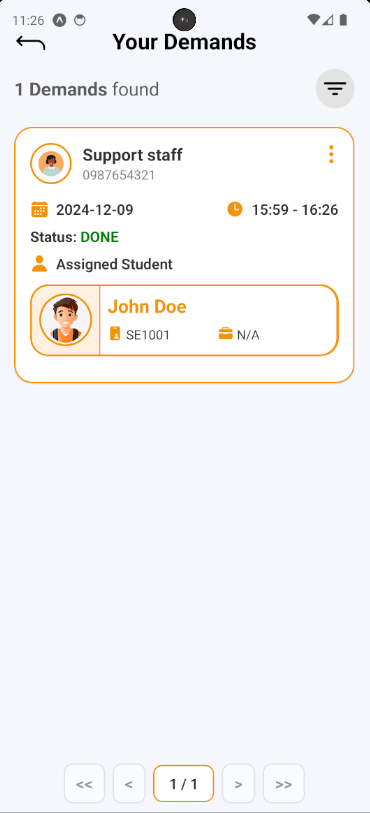 11:26
Your Demands
1 Demands found
Support staff
0987654321
2024-12-09 15:59 - 16:26
Status: DONE
Assigned Student
John Doe
SE1001 N/A
<< < 1 / 1 > >>